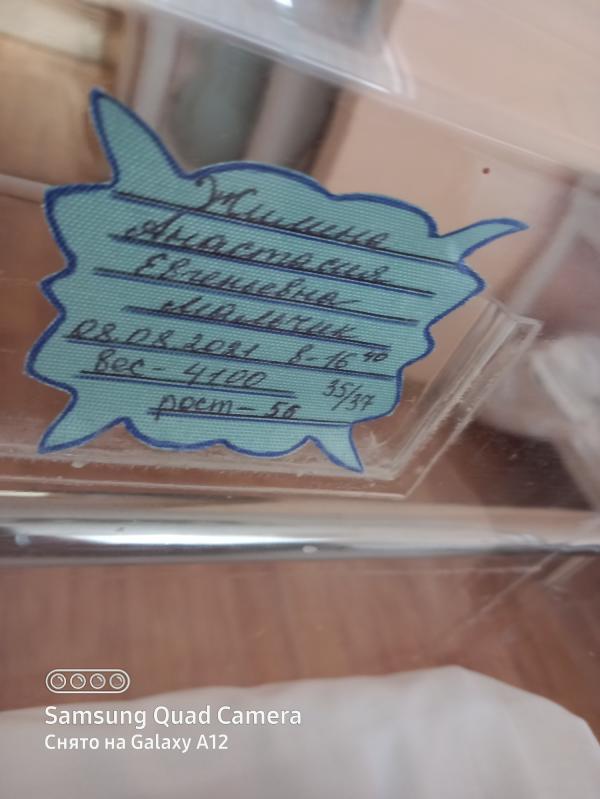 Жилина
Анастасия
Евгеньевна
мальчик
08.08.2021 8-16 40
вес - 4100 35/37
рост - 56
Samsung Quad Camera
Снято на Galaxy A12